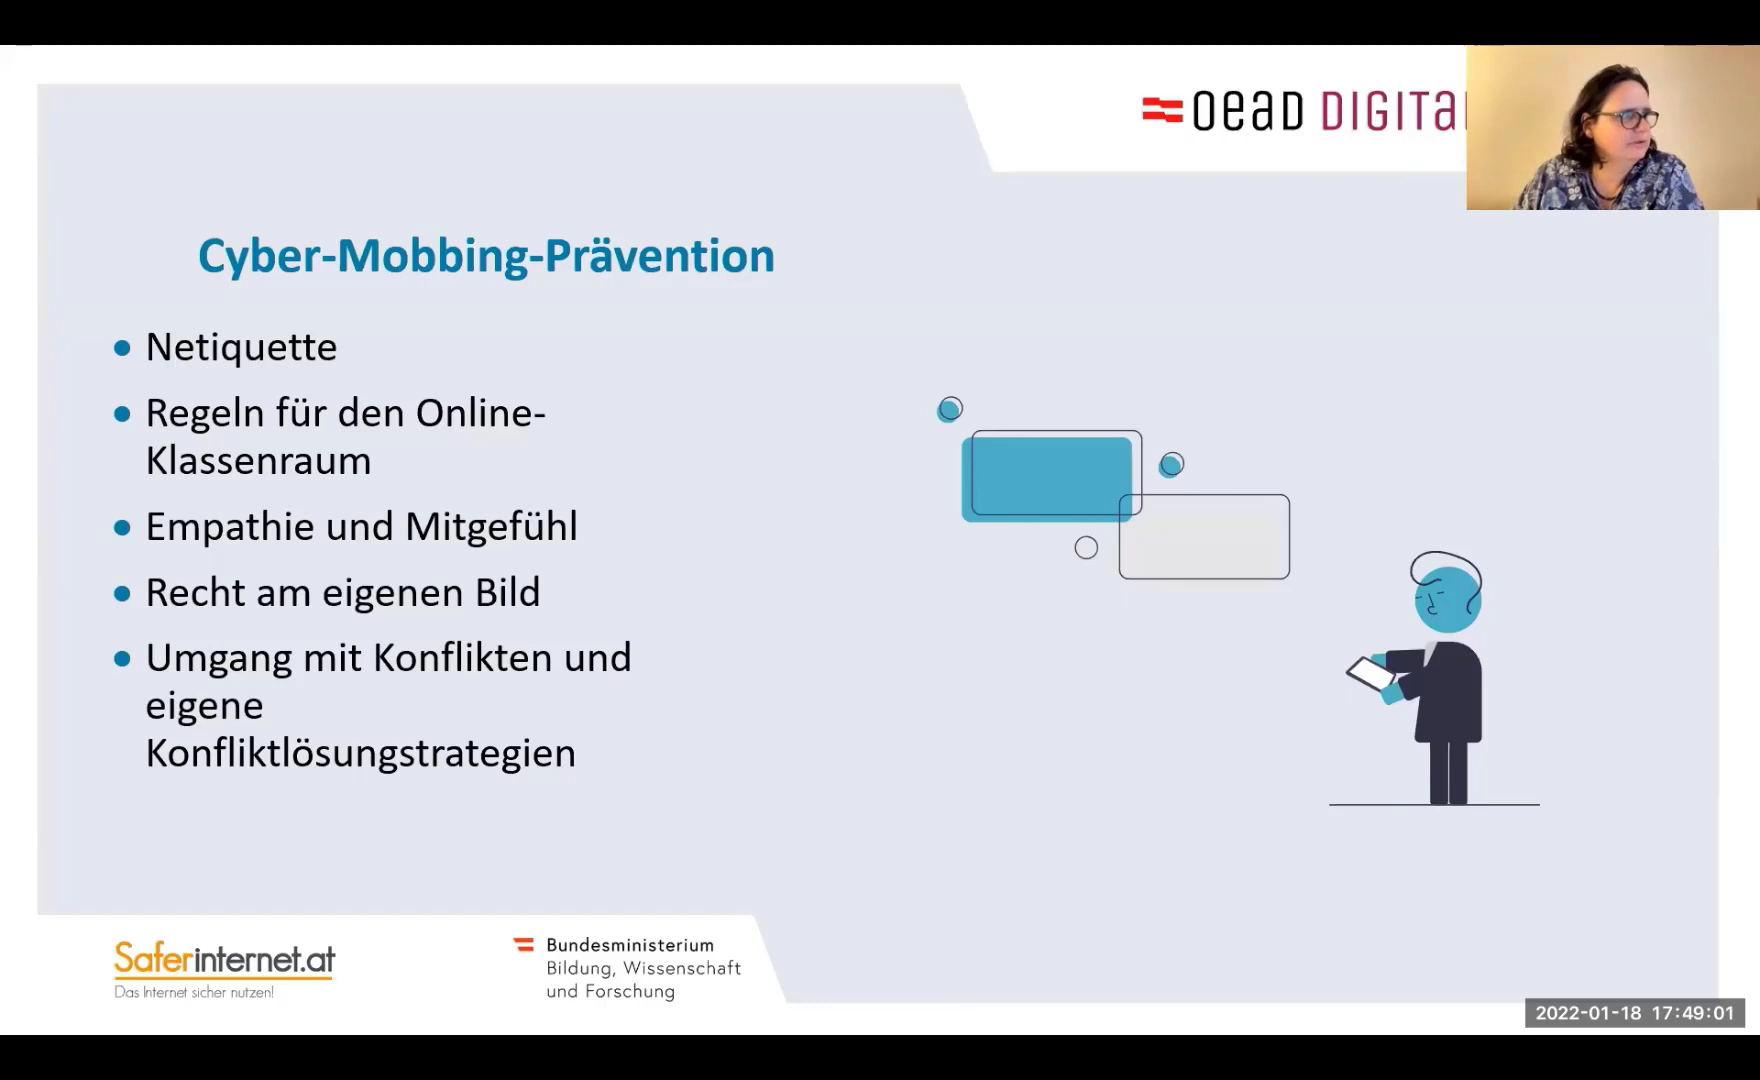 OeAD DIGITA
Cyber-Mobbing-Prävention
• Netiquette
• Regeln für den Online-
Klassenraum
• Empathie und Mitgefühl
• Recht am eigenen Bild
• Umgang mit Konflikten und
eigene
Konfliktlösungstrategien
Saferinternet.at
Das Internet sicher nutzen!
Bundesministerium
Bildung, Wissenschaft
und Forschung
2022-01-18 17:49:01